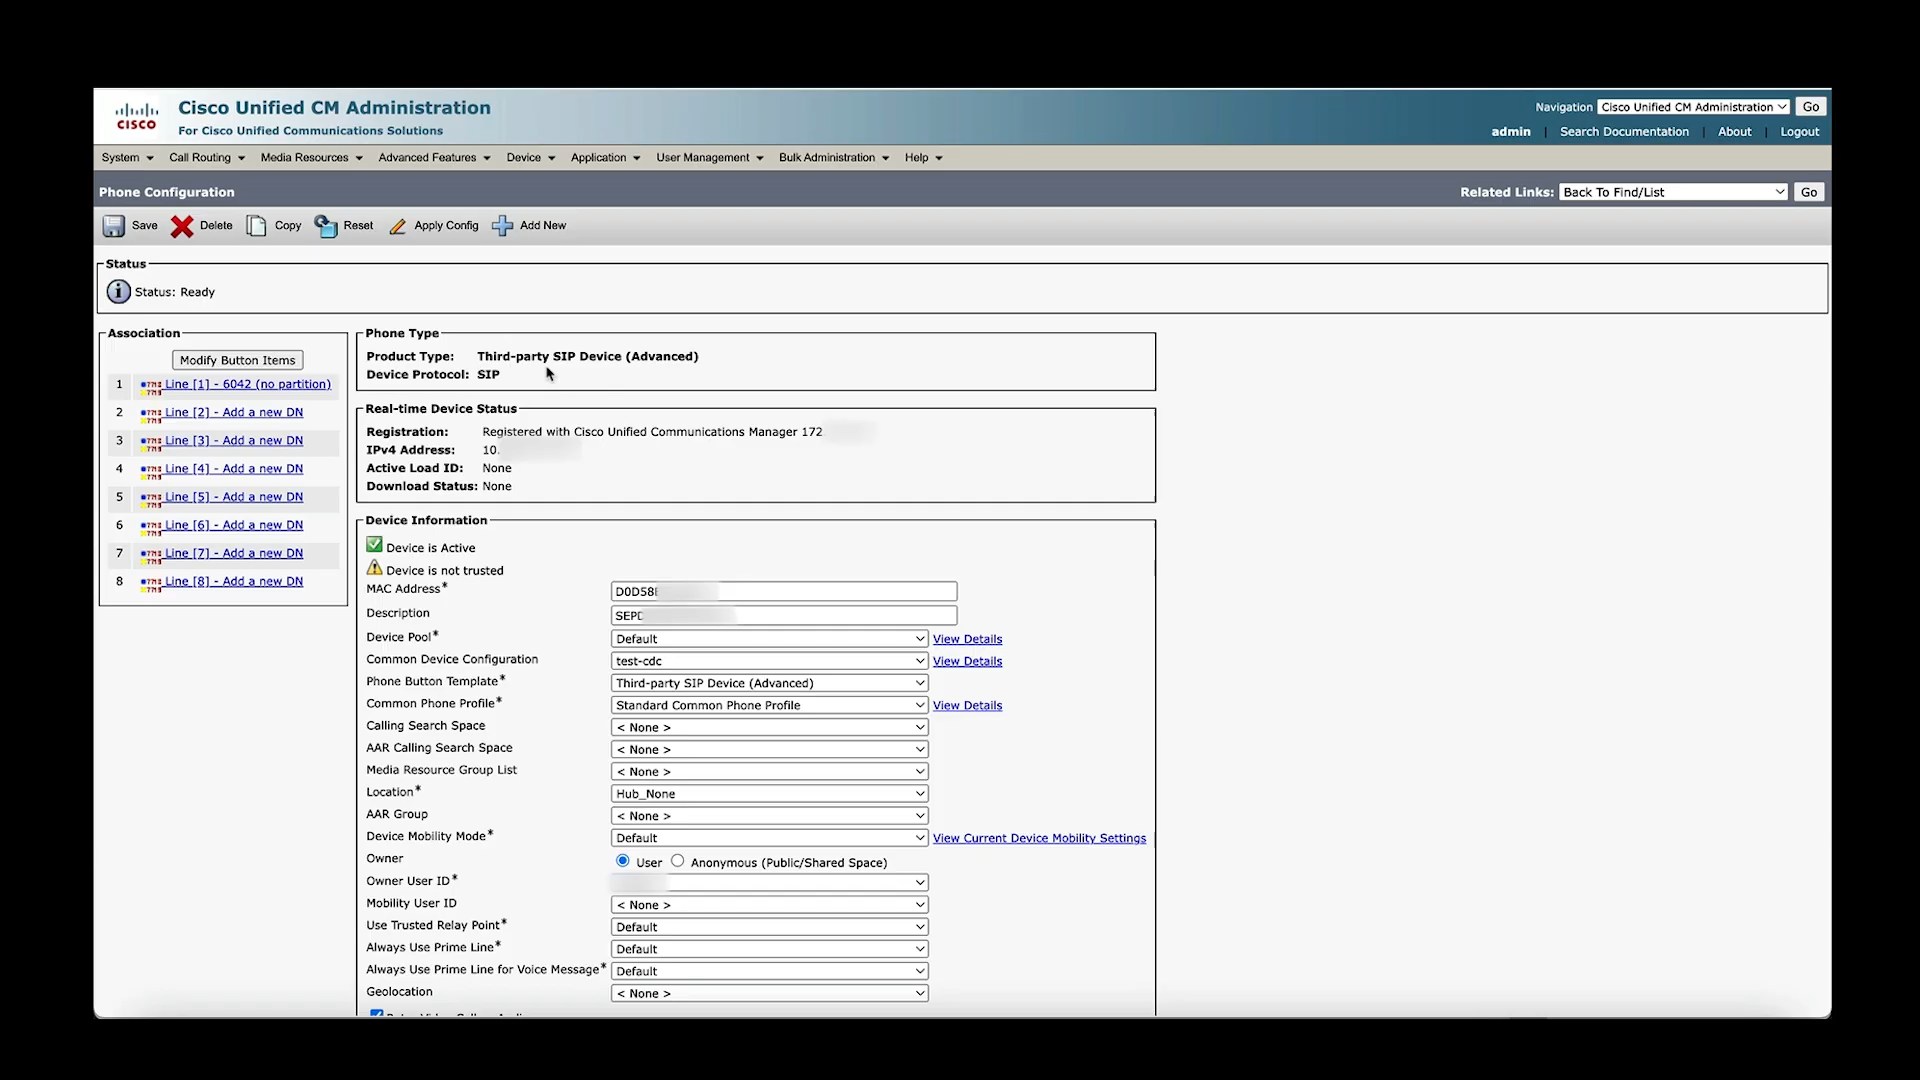 CISCO
Cisco Unified CM Administration
For Cisco Unified Communications Solutions
Navigation Cisco Unified CM Administration Go
admin | Search Documentation | About | Logout
System Call Routing Media Resources Advanced Features Device Application User Management Bulk Administration Help
Phone Configuration
Related Links: Back To Find/List Go
Save Delete Copy Reset Apply Config Add New
Status
Status: Ready
Association
Modify Button Items
1 Line [1] - 6042 (no partition)
2 Line [2] - Add a new DN
3 Line [3] - Add a new DN
4 Line [4] - Add a new DN
5 Line [5] - Add a new DN
6 Line [6] - Add a new DN
7 Line [7] - Add a new DN
8 Line [8] - Add a new DN
Phone Type
Product Type: Third-party SIP Device (Advanced)
Device Protocol: SIP
Real-time Device Status
Registration: Registered with Cisco Unified Communications Manager 172
IPv4 Address: 10.
Active Load ID: None
Download Status: None
Device Information
Device is Active
Device is not trusted
MAC Address* D0D58
Description SEPD
Device Pool* Default View Details
Common Device Configuration test-cdc View Details
Phone Button Template* Third-party SIP Device (Advanced)
Common Phone Profile* Standard Common Phone Profile View Details
Calling Search Space < None >
AAR Calling Search Space < None >
Media Resource Group List < None >
Location* Hub_None
AAR Group < None >
Device Mobility Mode* Default View Current Device Mobility Settings
Owner User Anonymous (Public/Shared Space)
Owner User ID*
Mobility User ID < None >
Use Trusted Relay Point* Default
Always Use Prime Line* Default
Always Use Prime Line for Voice Message* Default
Geolocation < None >